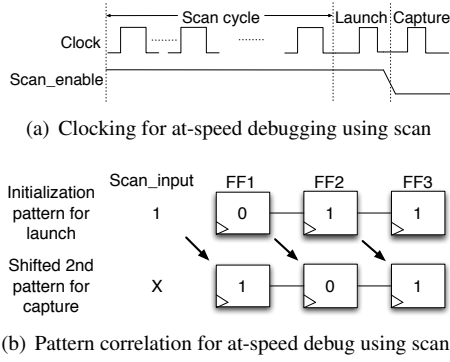 Scan cycle Launch Capture
Clock
Scan_enable
(a) Clocking for at-speed debugging using scan
Scan_input FF1 FF2 FF3
Initialization pattern for launch 1 0 1 1
Shifted 2nd pattern for capture X 1 0 1
(b) Pattern correlation for at-speed debug using scan